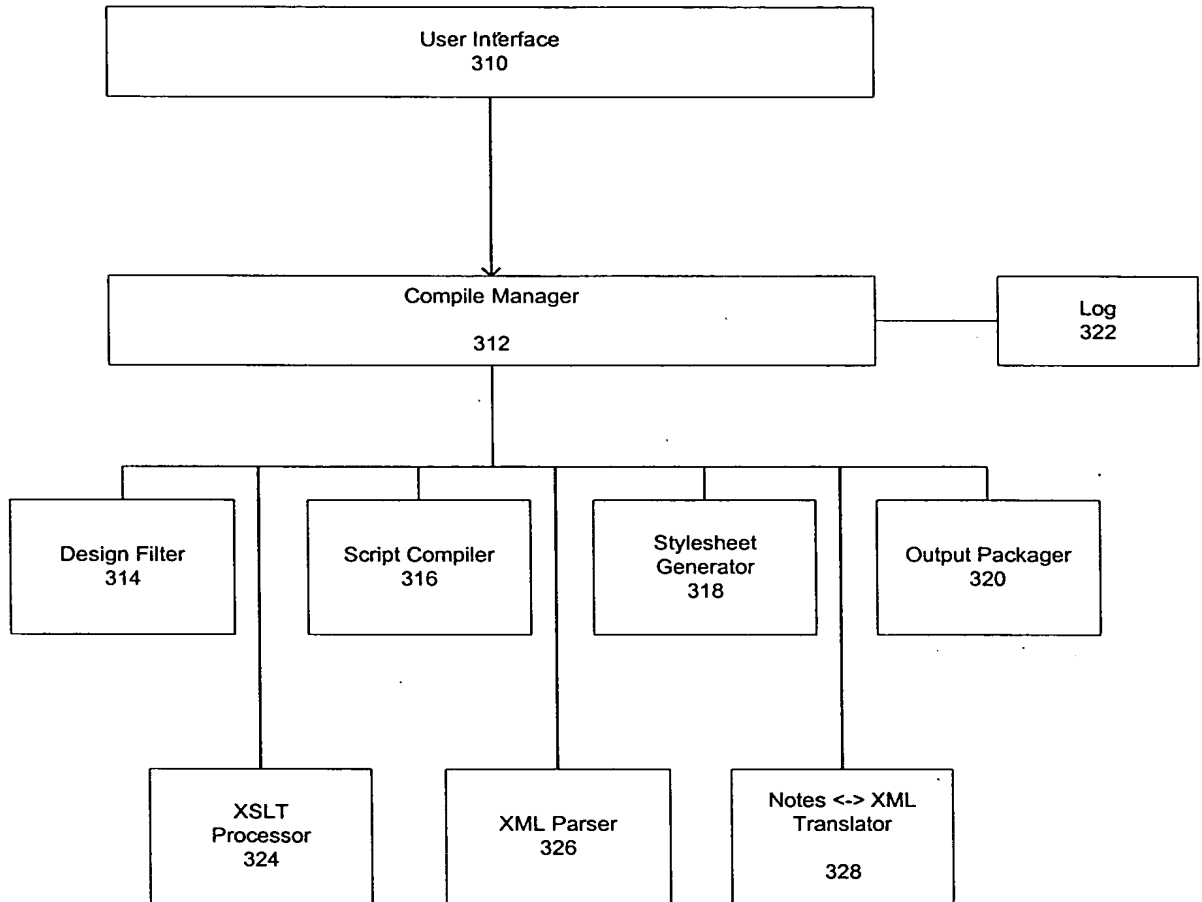 User Interface
310
Compile Manager
312
Log
322
Design Filter
314
Script Compiler
316
Stylesheet
Generator
318
Output Packager
320
XSLT
Processor
324
XML Parser
326
Notes <-> XML
Translator
328